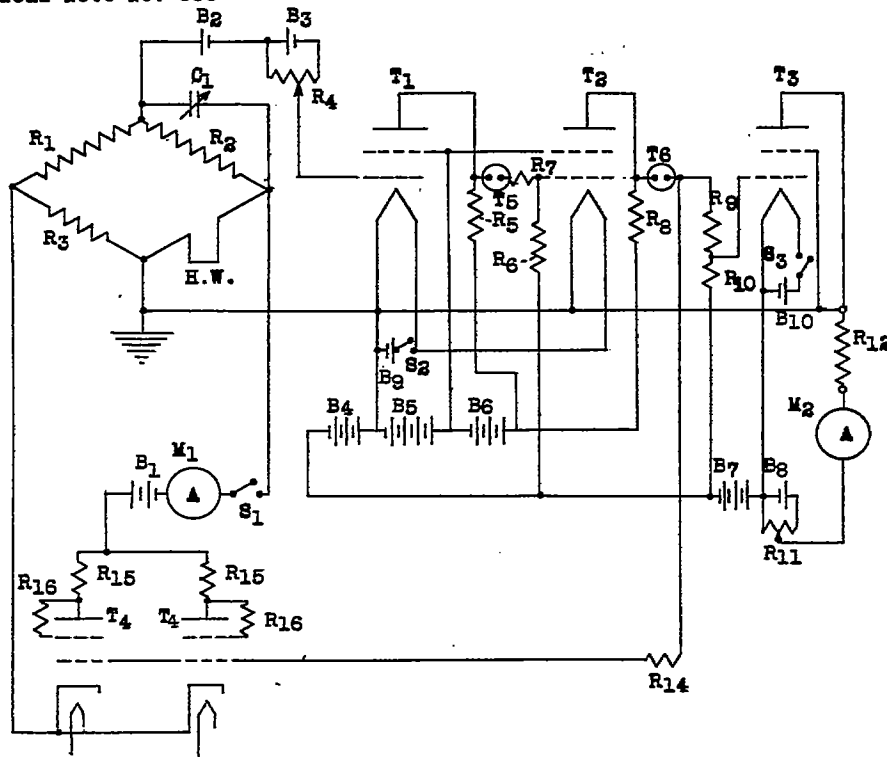 B2 B3
C1
R4
T1 T2 T3
R1 R2
T6
R7
R9
T5
R5
R8
R3
R6
S3
H.W.
R10
B10
S2
B9
R12
B4 B5 B6
M2
A
M1
B1
A
B7 B8
S1
R11
R16 R15 R15
T4 T4 R16
R14